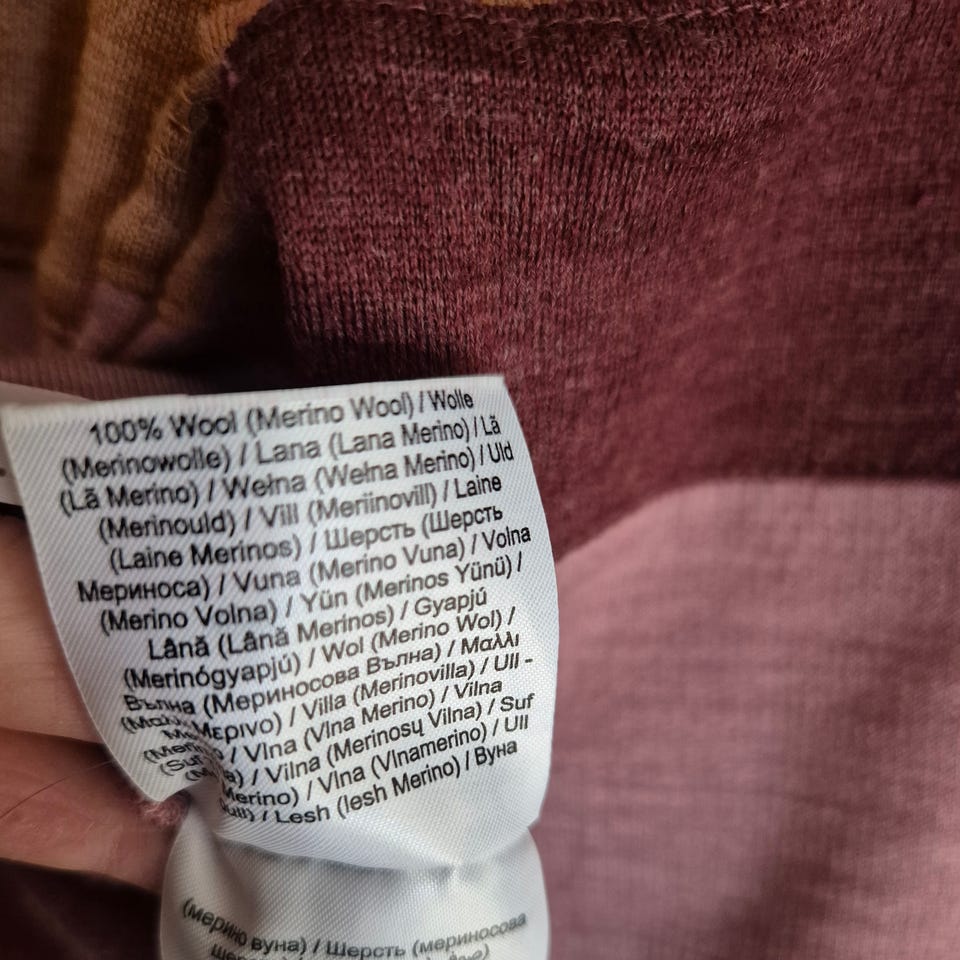 100% Wool (Merino Wool) / Wolle
(Merinowolle) / Lana (Lana Merino) / Lã
(Lã Merino) / Wełna (Wełna Merino) / Uld
(Merinould) / Vill (Meriinovill) / Laine
(Laine Merinos) / Шерсть (Шерсть
Мериноса) / Vuna (Merino Vuna) / Volna
(Merino Volna) / Yün (Merinos Yünü) /
Lână (Lână Merinos) / Gyapjú
(Merinógyapjú) / Wol (Merino Wol) /
Вълна (Мериносова Вълна) / Μαλλι
Μεριvο) / Villa (Merinovilla) / Ull -
/ Vlna (Vlna Merino) / Vilna
/ Vilna (Merinosų Vilna) / Suf
Merino) / Vlna (Vlnamerino) / Ull
/ Lesh (lesh Merino) / Вуна
(мерино вуна) / Шерсть (мериносова